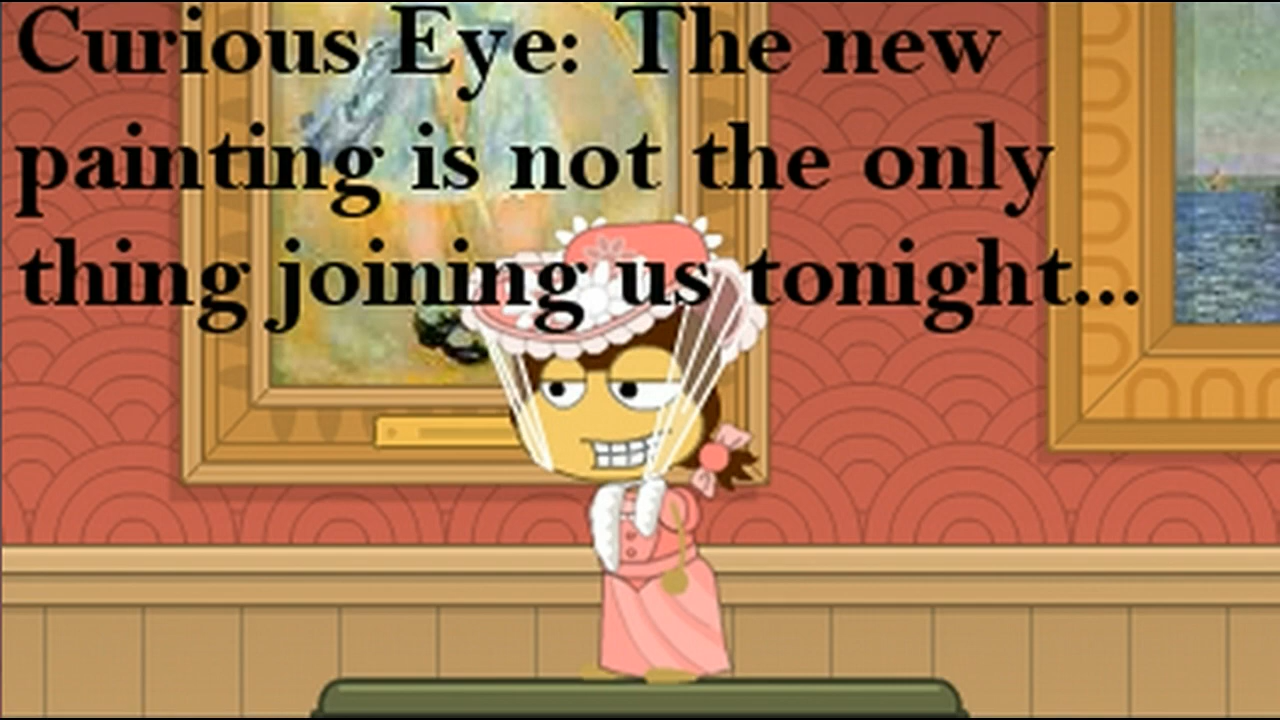 Curious Eye: The new
painting is not the only
thing joining us tonight...